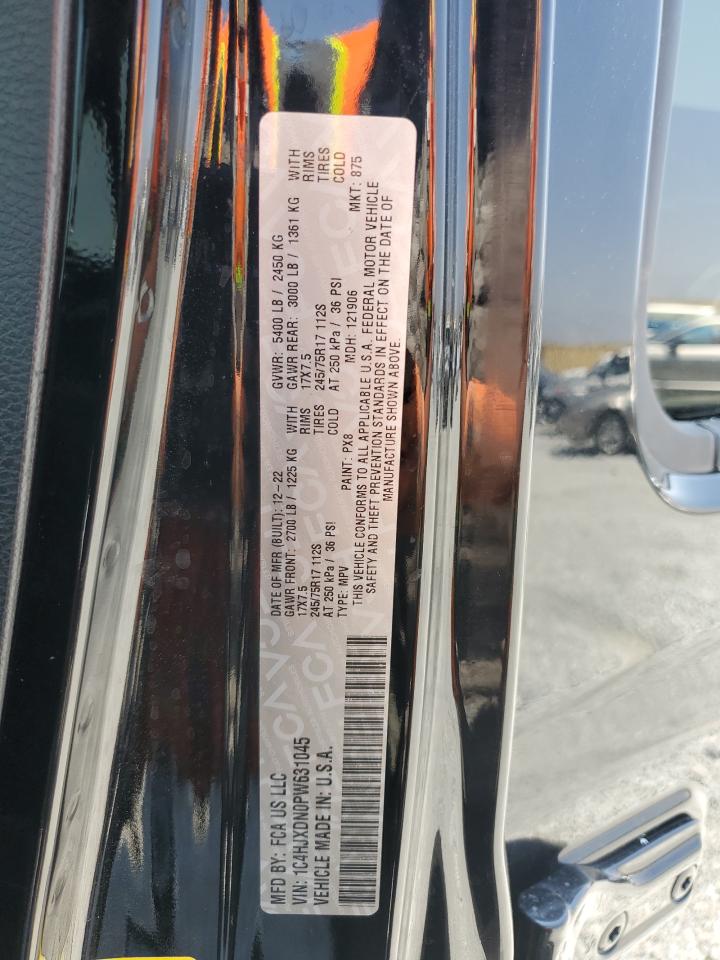 MFD BY: FCA US LLC
VIN: 1C4HJXDN0PW631045
VEHICLE MADE IN: U.S.A.
DATE OF MFR (BUILT): 12-22 GVWR: 5400 LB / 2450 KG
GAWR FRONT: 2700 LB / 1225 KG WITH GAWR REAR: 3000 LB / 1361 KG WITH
17X7.5 RIMS 17X7.5 RIMS
245/75R17 112S TIRES 245/75R17 112S TIRES
AT 250 kPa / 36 PSI COLD AT 250 kPa / 36 PSI COLD
TYPE: MPV PAINT: PX8 MDH: 121906 MKT: 875
THIS VEHICLE CONFORMS TO ALL APPLICABLE U.S.A. FEDERAL MOTOR VEHICLE
SAFETY AND THEFT PREVENTION STANDARDS IN EFFECT ON THE DATE OF
MANUFACTURE SHOWN ABOVE.